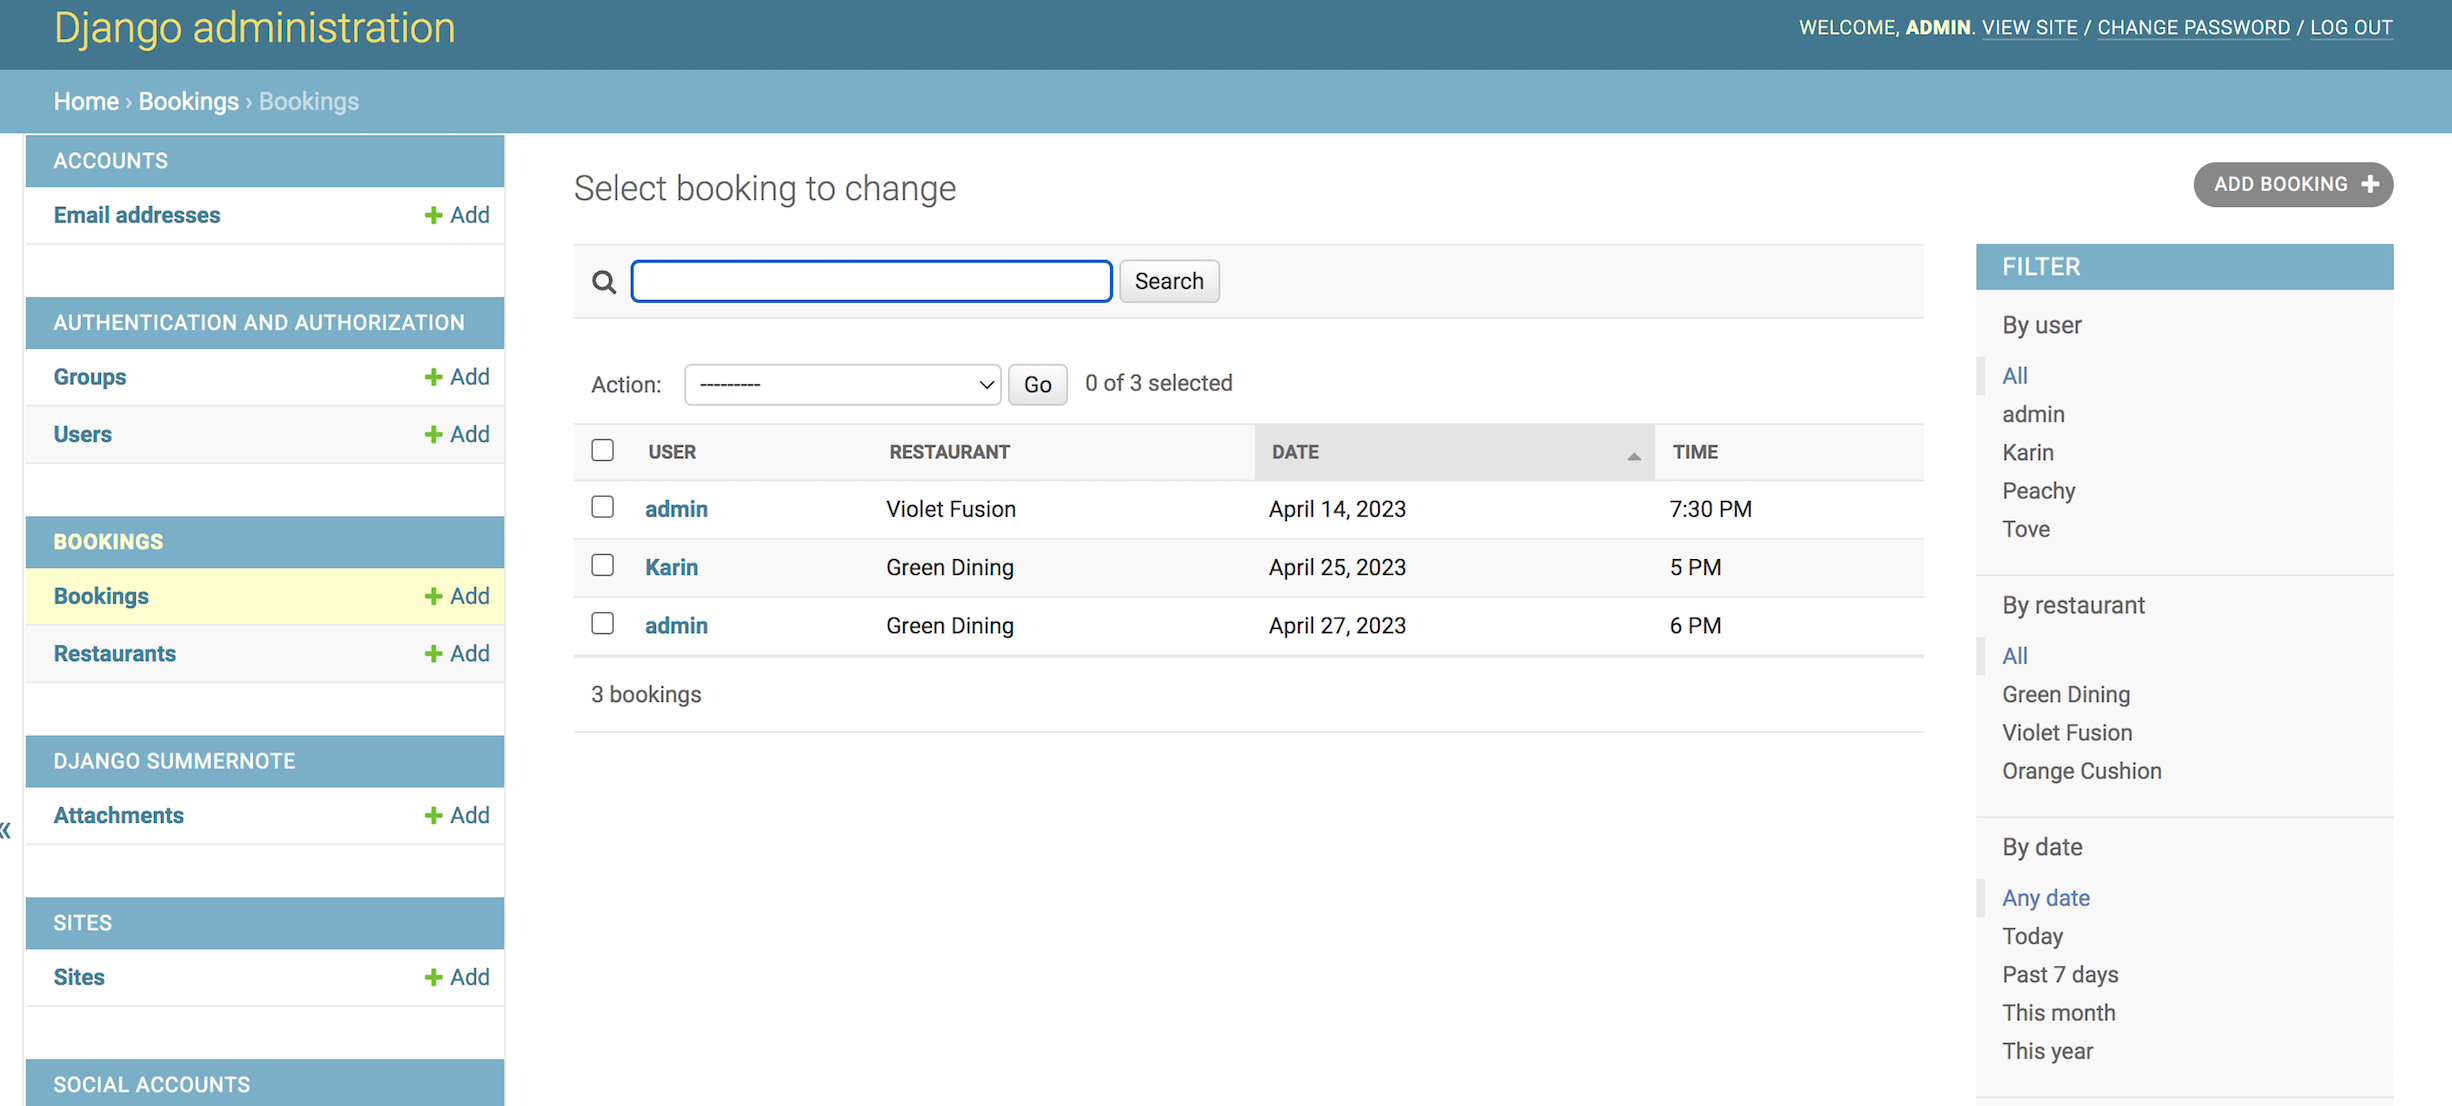 Django administration
WELCOME, ADMIN. VIEW SITE / CHANGE PASSWORD / LOG OUT
Home › Bookings › Bookings
ACCOUNTS
Email addresses + Add
AUTHENTICATION AND AUTHORIZATION
Groups + Add
Users + Add
BOOKINGS
Bookings + Add
Restaurants + Add
DJANGO SUMMERNOTE
Attachments + Add
«
SITES
Sites + Add
SOCIAL ACCOUNTS
Select booking to change
ADD BOOKING +
Search
Action: --------- Go 0 of 3 selected
USER RESTAURANT DATE TIME
admin Violet Fusion April 14, 2023 7:30 PM
Karin Green Dining April 25, 2023 5 PM
admin Green Dining April 27, 2023 6 PM
3 bookings
FILTER
By user
All
admin
Karin
Peachy
Tove
By restaurant
All
Green Dining
Violet Fusion
Orange Cushion
By date
Any date
Today
Past 7 days
This month
This year